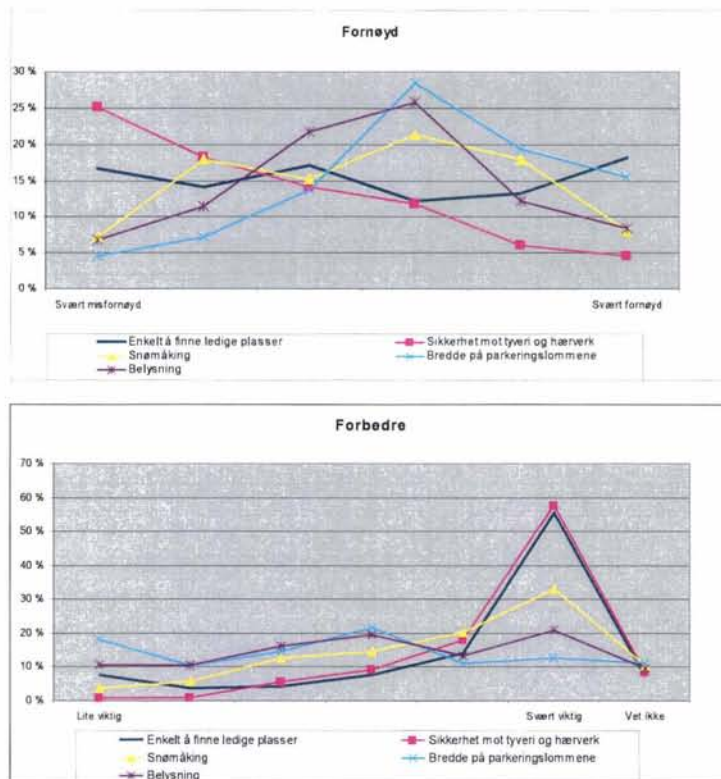 Fornøyd
30 %
25 %
20 %
15 %
10 %
5 %
0 %
Svært misfornøyd Svært fornøyd
Enkelt å finne ledige plasser Sikkerhet mot tyveri og hærverk
Snømåking Bredde på parkeringslommene
Belysning
Forbedre
70 %
60 %
50 %
40 %
30 %
20 %
10 %
0 %
Lite viktig Svært viktig Vet ikke
Enkelt å finne ledige plasser Sikkerhet mot tyveri og hærverk
Snømåking Bredde på parkeringslommene
Belysning